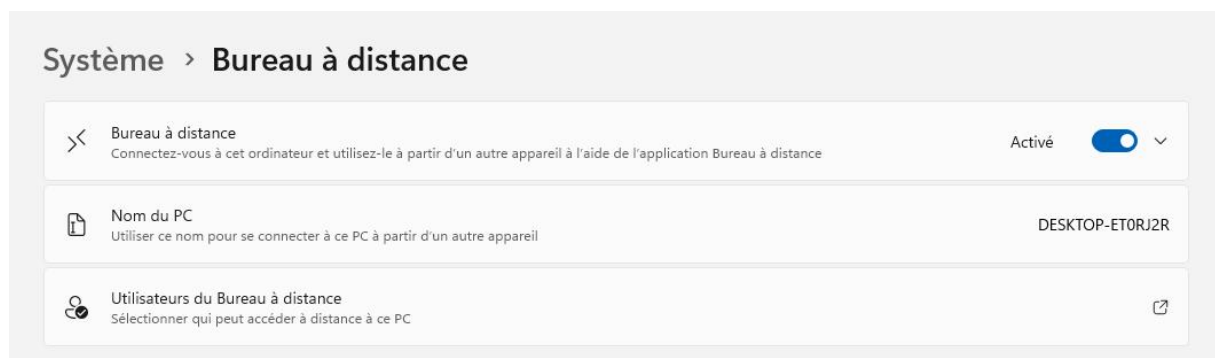 Système > Bureau à distance
Bureau à distance
Connectez-vous à cet ordinateur et utilisez-le à partir d'un autre appareil à l'aide de l'application Bureau à distance
Activé
Nom du PC
Utiliser ce nom pour se connecter à ce PC à partir d'un autre appareil
DESKTOP-ET0RJ2R
Utilisateurs du Bureau à distance
Sélectionner qui peut accéder à distance à ce PC